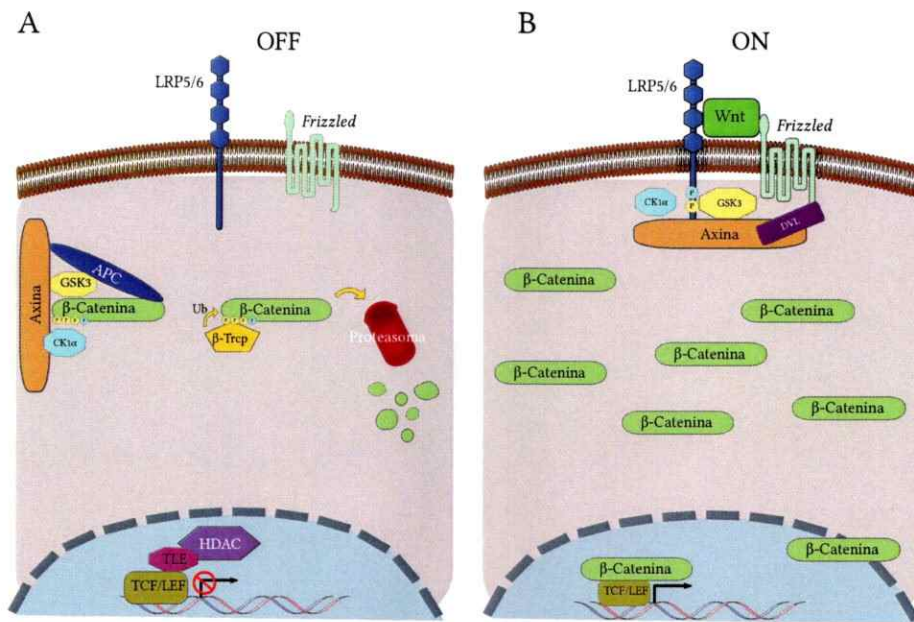 A
OFF
LRP5/6
Frizzled
Axina
APC
GSK3
β-Catenina
P P P P
CK1α
Ub
β-Catenina
β-Trcp
Proteasoma
HDAC
TLE
TCF/LEF
B
ON
LRP5/6
Wnt
Frizzled
CK1α
P
P
GSK3
DVL
Axina
β-Catenina
β-Catenina
β-Catenina
β-Catenina
β-Catenina
β-Catenina
β-Catenina
β-Catenina
TCF/LEF